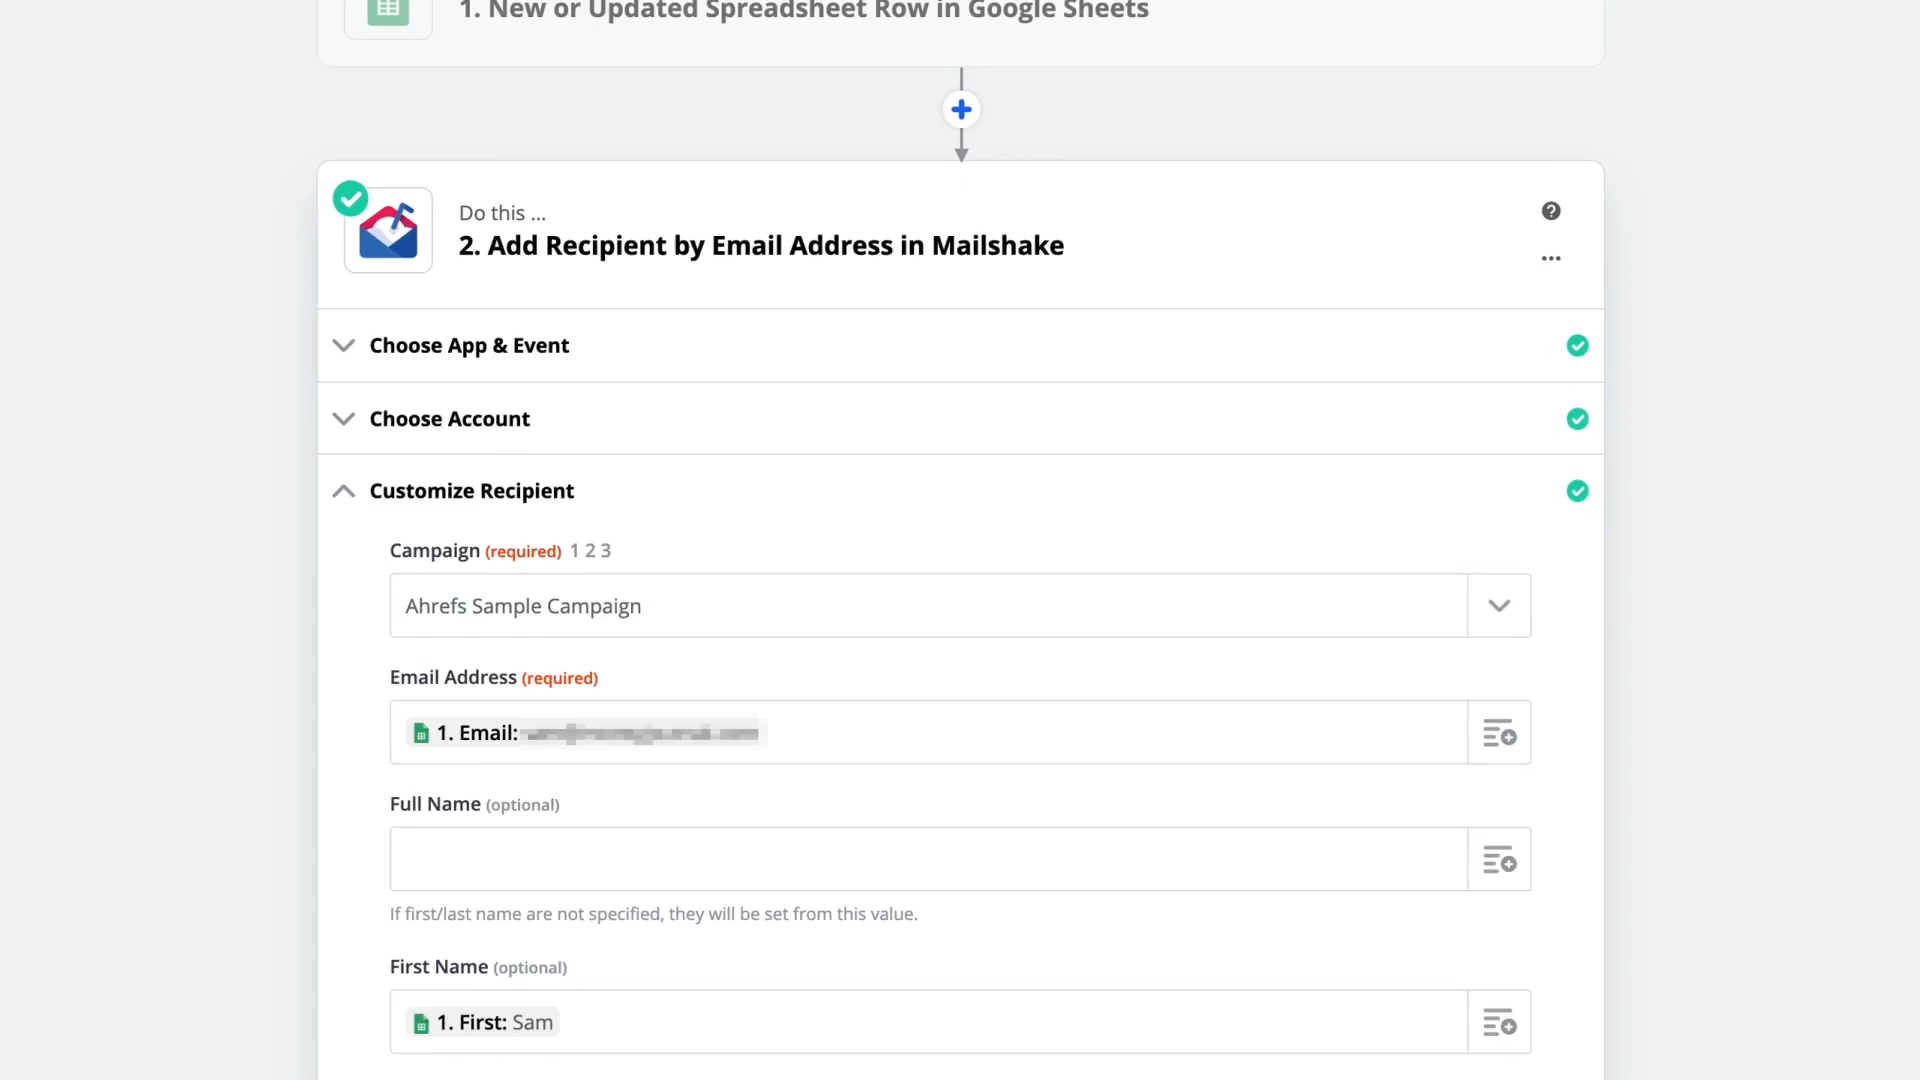 1. New or Updated Spreadsheet Row in Google Sheets
Do this ...
2. Add Recipient by Email Address in Mailshake
Choose App & Event
Choose Account
Customize Recipient
Campaign (required) 1 2 3
Ahrefs Sample Campaign
Email Address (required)
1. Email:
Full Name (optional)
If first/last name are not specified, they will be set from this value.
First Name (optional)
1. First: Sam